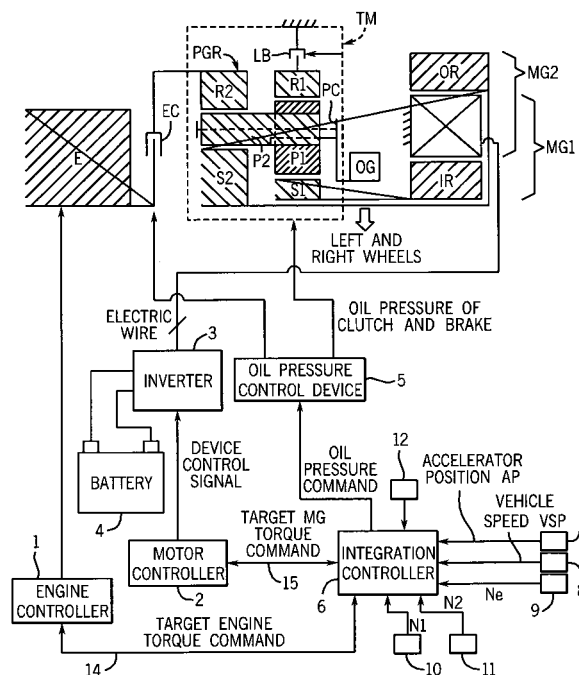 TM
LB
PGR
R2
R1
PC
OR
MG2
EC
E
P2
P1
OG
MG1
S2
S1
IR
LEFT AND
RIGHT WHEELS
ELECTRIC
WIRE
OIL PRESSURE OF
CLUTCH AND BRAKE
3
INVERTER
OIL PRESSURE
CONTROL DEVICE
5
BATTERY
4
DEVICE
CONTROL
SIGNAL
OIL
PRESSURE
COMMAND
12
ACCELERATOR
POSITION AP
VEHICLE
SPEED VSP
8
1
ENGINE
CONTROLLER
MOTOR
CONTROLLER
2
TARGET MG
TORQUE
COMMAND
15
INTEGRATION
CONTROLLER
6
Ne
9
TARGET ENGINE
TORQUE COMMAND
14
N1
N2
10
11